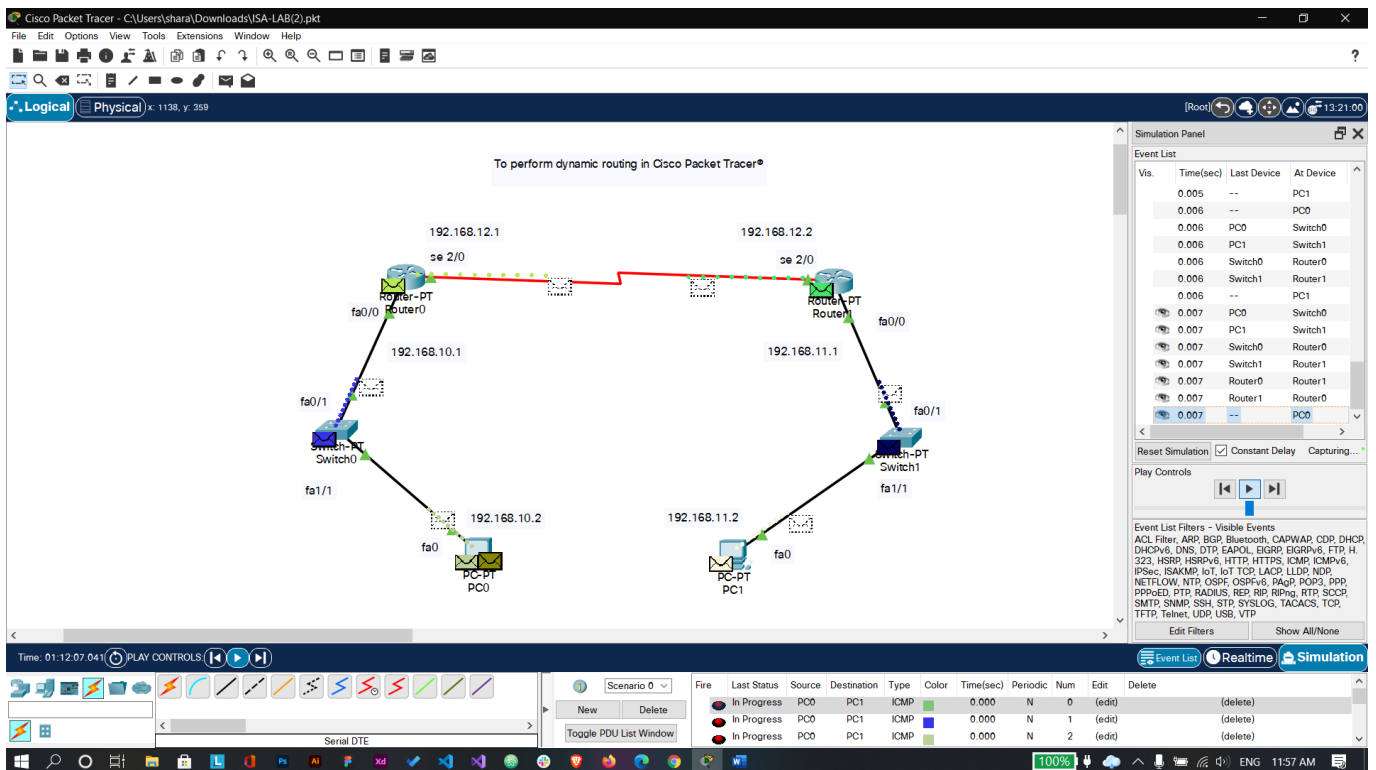 Cisco Packet Tracer - C:\Users\shara\Downloads\ISA-LAB(2).pkt
File Edit Options View Tools Extensions Window Help
?
Logical Physical x: 1138, y: 359
[Root] 13:21:00
To perform dynamic routing in Cisco Packet Tracer®
192.168.12.1
192.168.12.2
se 2/0
se 2/0
Router-PT
Router0
Router-PT
Router1
fa0/0
fa0/0
192.168.10.1
192.168.11.1
fa0/1
fa0/1
Switch-PT
Switch0
Switch-PT
Switch1
fa1/1
fa1/1
192.168.10.2
192.168.11.2
fa0
fa0
PC-PT
PC0
PC-PT
PC1
Simulation Panel
Event List
Vis. Time(sec) Last Device At Device
0.005 -- PC1
0.006 -- PC0
0.006 PC0 Switch0
0.006 PC1 Switch1
0.006 Switch0 Router0
0.006 Switch1 Router1
0.006 -- PC1
0.007 PC0 Switch0
0.007 PC1 Switch1
0.007 Switch0 Router0
0.007 Switch1 Router1
0.007 Router0 Router1
0.007 Router1 Router0
0.007 -- PC0
Reset Simulation Constant Delay Capturing...
Play Controls
Event List Filters - Visible Events
ACL Filter, ARP, BGP, Bluetooth, CAPWAP, CDP, DHCP,
DHCPv6, DNS, DTP, EAPOL, EIGRP, EIGRPv6, FTP, H.
323, HSRP, HSRPv6, HTTP, HTTPS, ICMP, ICMPv6,
IPSec, ISAKMP, IoT, IoT TCP, LACP, LLDP, NDP,
NETFLOW, NTP, OSPF, OSPFv6, PAgP, POP3, PPP,
PPPoED, PTP, RADIUS, REP, RIP, RIPng, RTP, SCCP,
SMTP, SNMP, SSH, STP, SYSLOG, TACACS, TCP,
TFTP, Telnet, UDP, USB, VTP
Edit Filters Show All/None
Time: 01:12:07.041 PLAY CONTROLS:
Event List Realtime Simulation
Serial DTE
Scenario 0
New Delete
Toggle PDU List Window
Fire Last Status Source Destination Type Color Time(sec) Periodic Num Edit Delete
In Progress PC0 PC1 ICMP 0.000 N 0 (edit) (delete)
In Progress PC0 PC1 ICMP 0.000 N 1 (edit) (delete)
In Progress PC0 PC1 ICMP 0.000 N 2 (edit) (delete)
100% ENG 11:57 AM